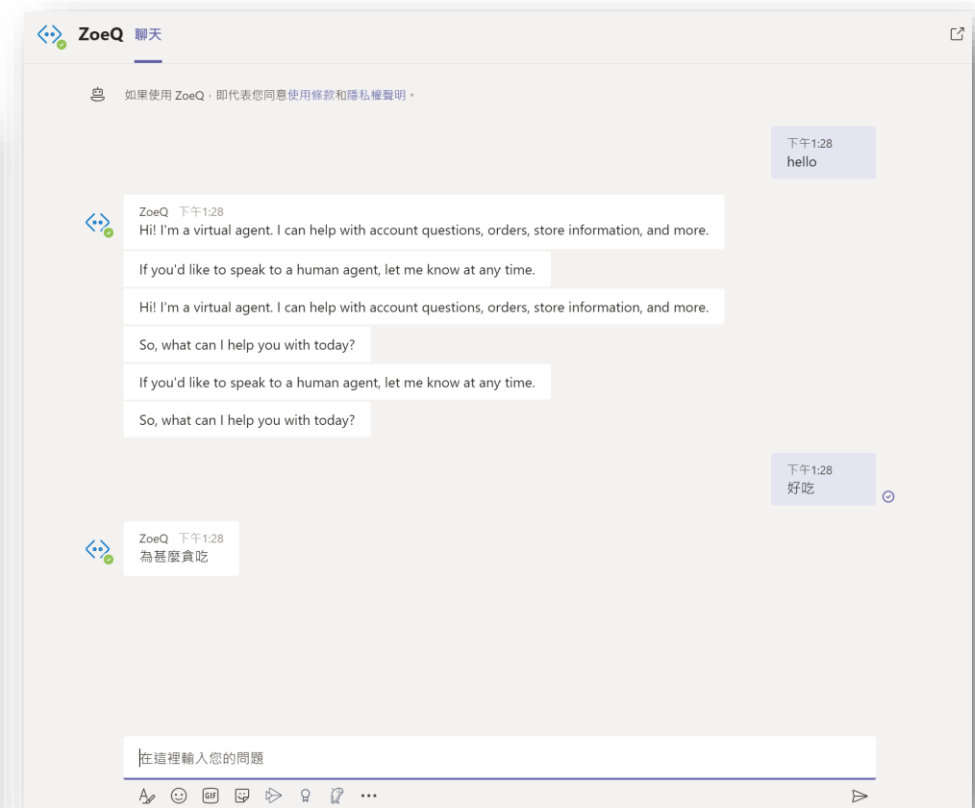 ZoeQ 聊天
如果使用 ZoeQ，即代表您同意使用條款和隱私權聲明。
下午1:28
hello
ZoeQ 下午1:28
Hi! I'm a virtual agent. I can help with account questions, orders, store information, and more.
If you'd like to speak to a human agent, let me know at any time.
Hi! I'm a virtual agent. I can help with account questions, orders, store information, and more.
So, what can I help you with today?
If you'd like to speak to a human agent, let me know at any time.
So, what can I help you with today?
下午1:28
好吃
ZoeQ 下午1:28
為甚麼貪吃
在這裡輸入您的問題
GIF